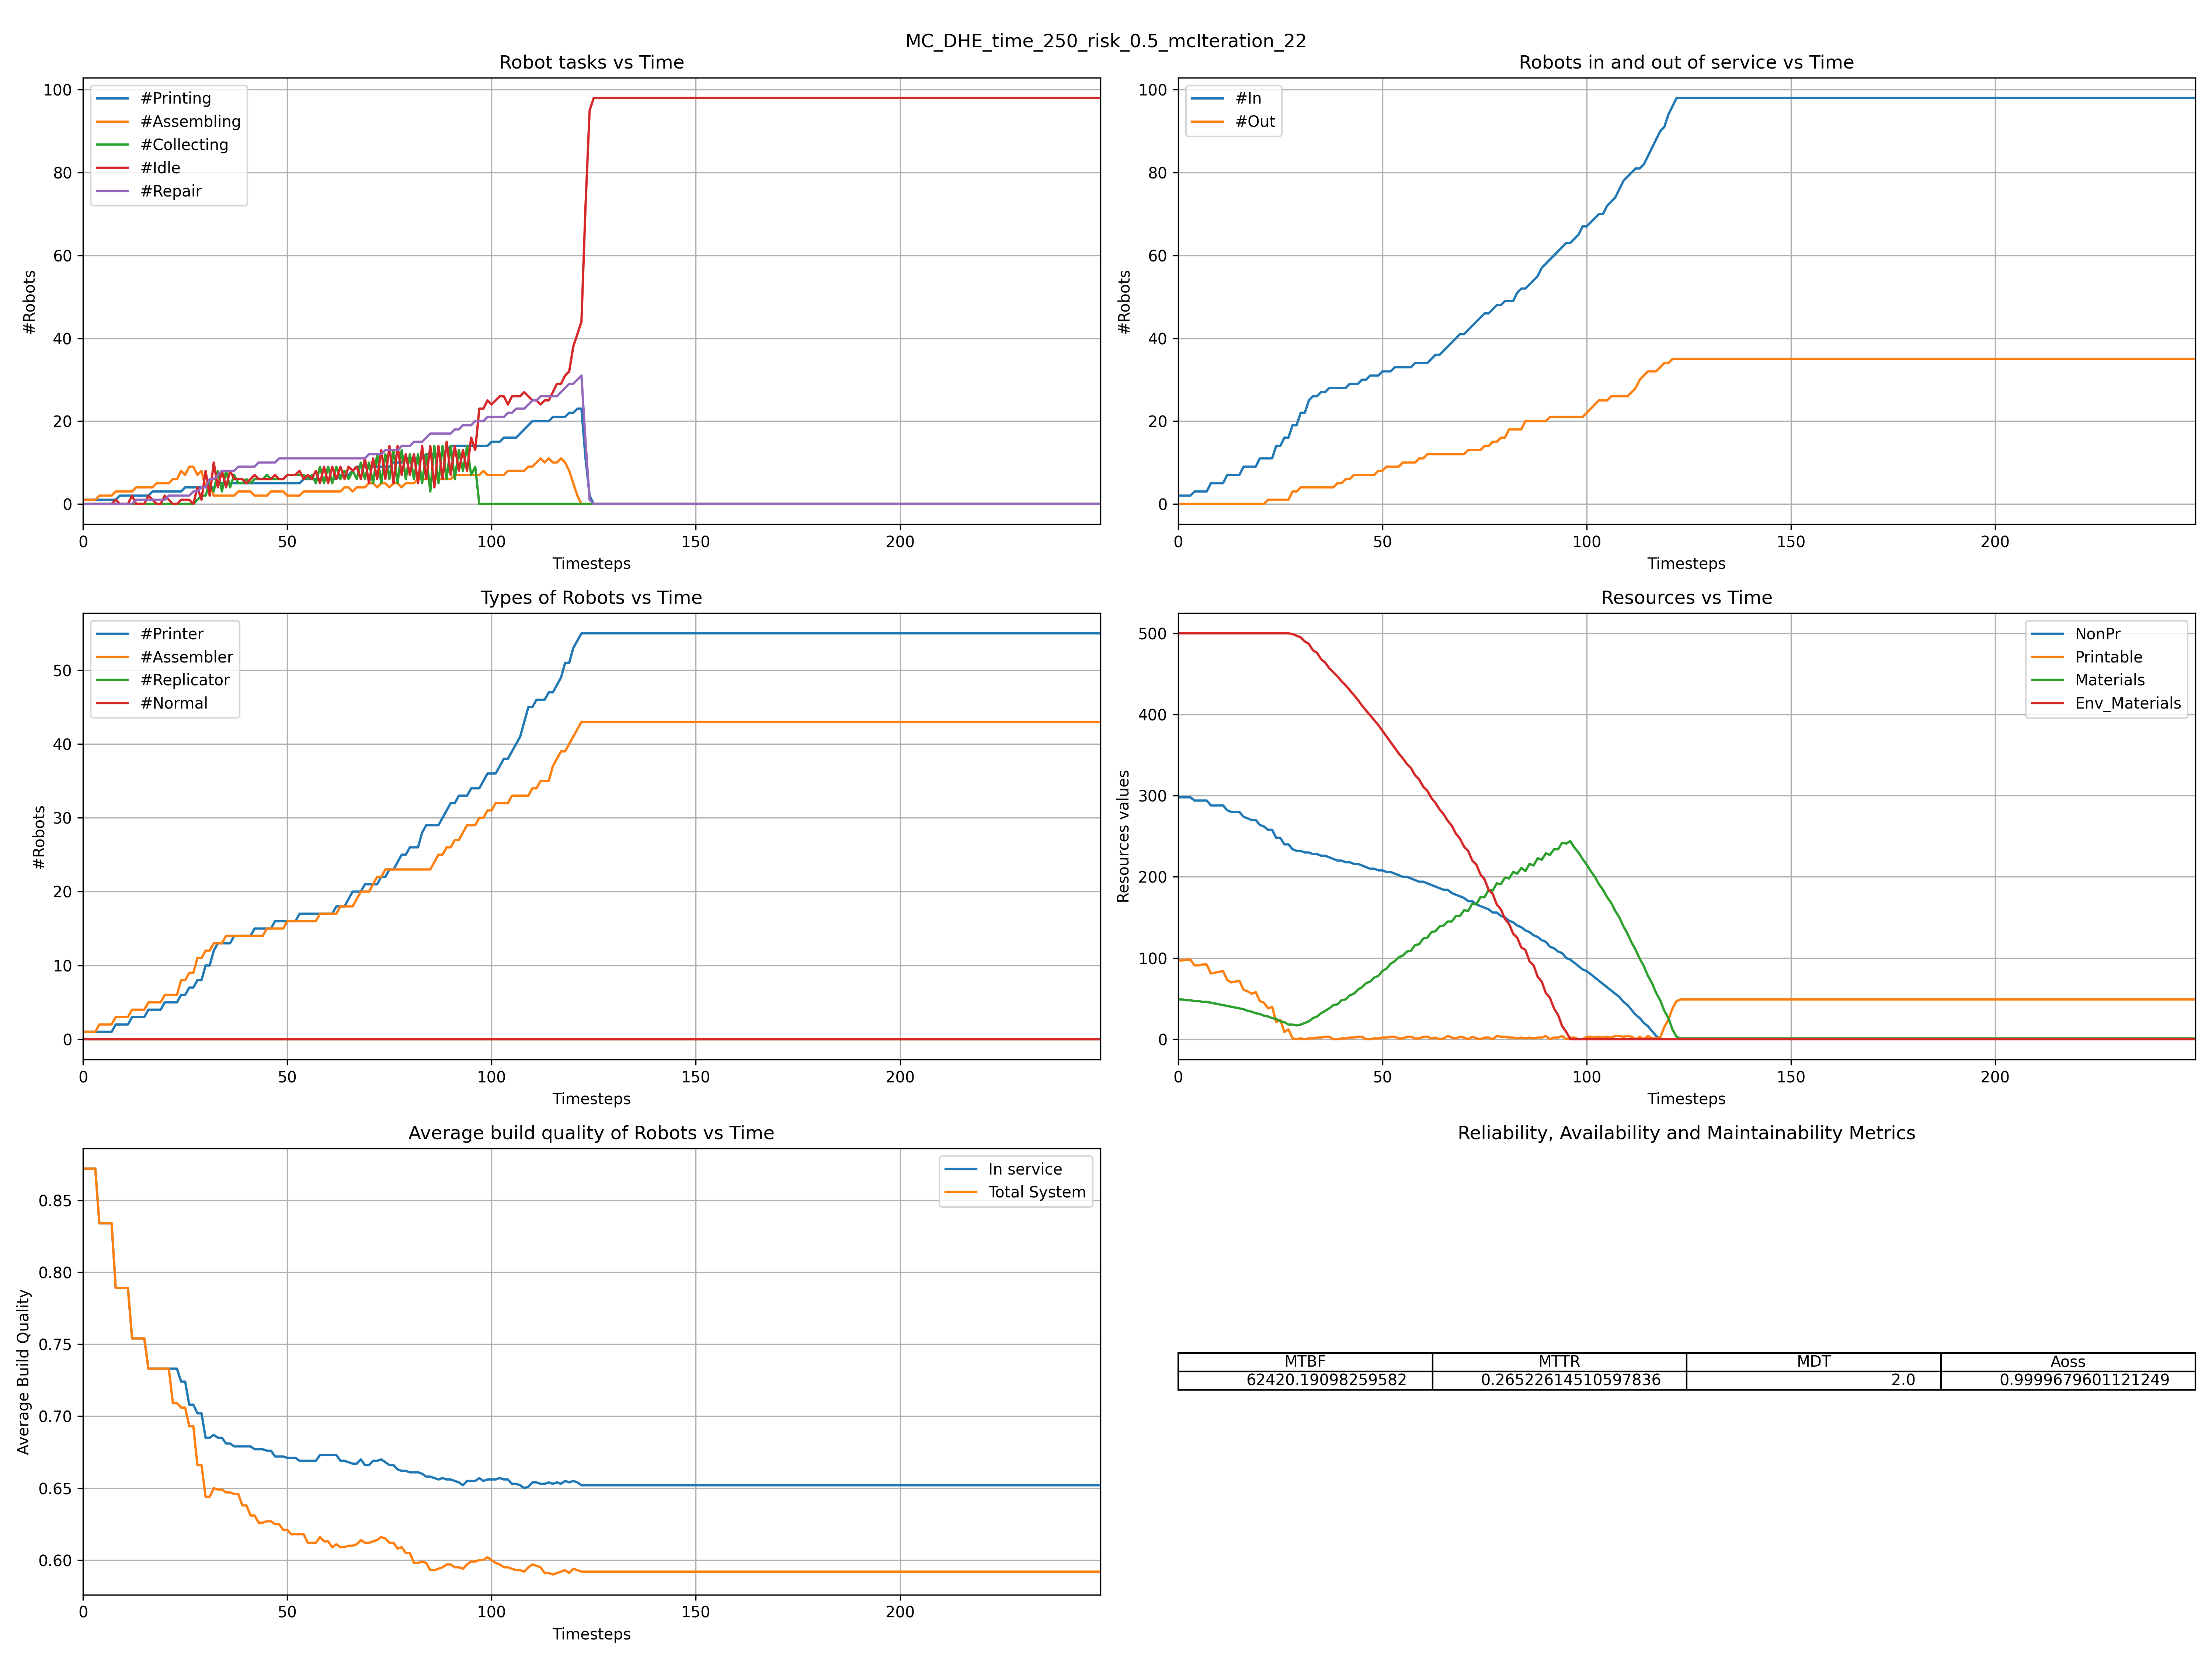 MC_DHE_time_250_risk_0.5_mcIteration_22
Robot tasks vs Time
#Robots
100
80
60
40
20
0
#Printing
#Assembling
#Collecting
#Idle
#Repair
0 50 100 150 200
Timesteps
Robots in and out of service vs Time
#Robots
100
80
60
40
20
0
#In
#Out
0 50 100 150 200
Timesteps
Types of Robots vs Time
#Robots
50
40
30
20
10
0
#Printer
#Assembler
#Replicator
#Normal
0 50 100 150 200
Timesteps
Resources vs Time
Resources values
500
400
300
200
100
0
NonPr
Printable
Materials
Env_Materials
0 50 100 150 200
Timesteps
Average build quality of Robots vs Time
Average Build Quality
0.85
0.80
0.75
0.70
0.65
0.60
In service
Total System
0 50 100 150 200
Timesteps
Reliability, Availability and Maintainability Metrics
MTBF MTTR MDT Aoss
62420.19098259582 0.26522614510597836 2.0 0.9999679601121249